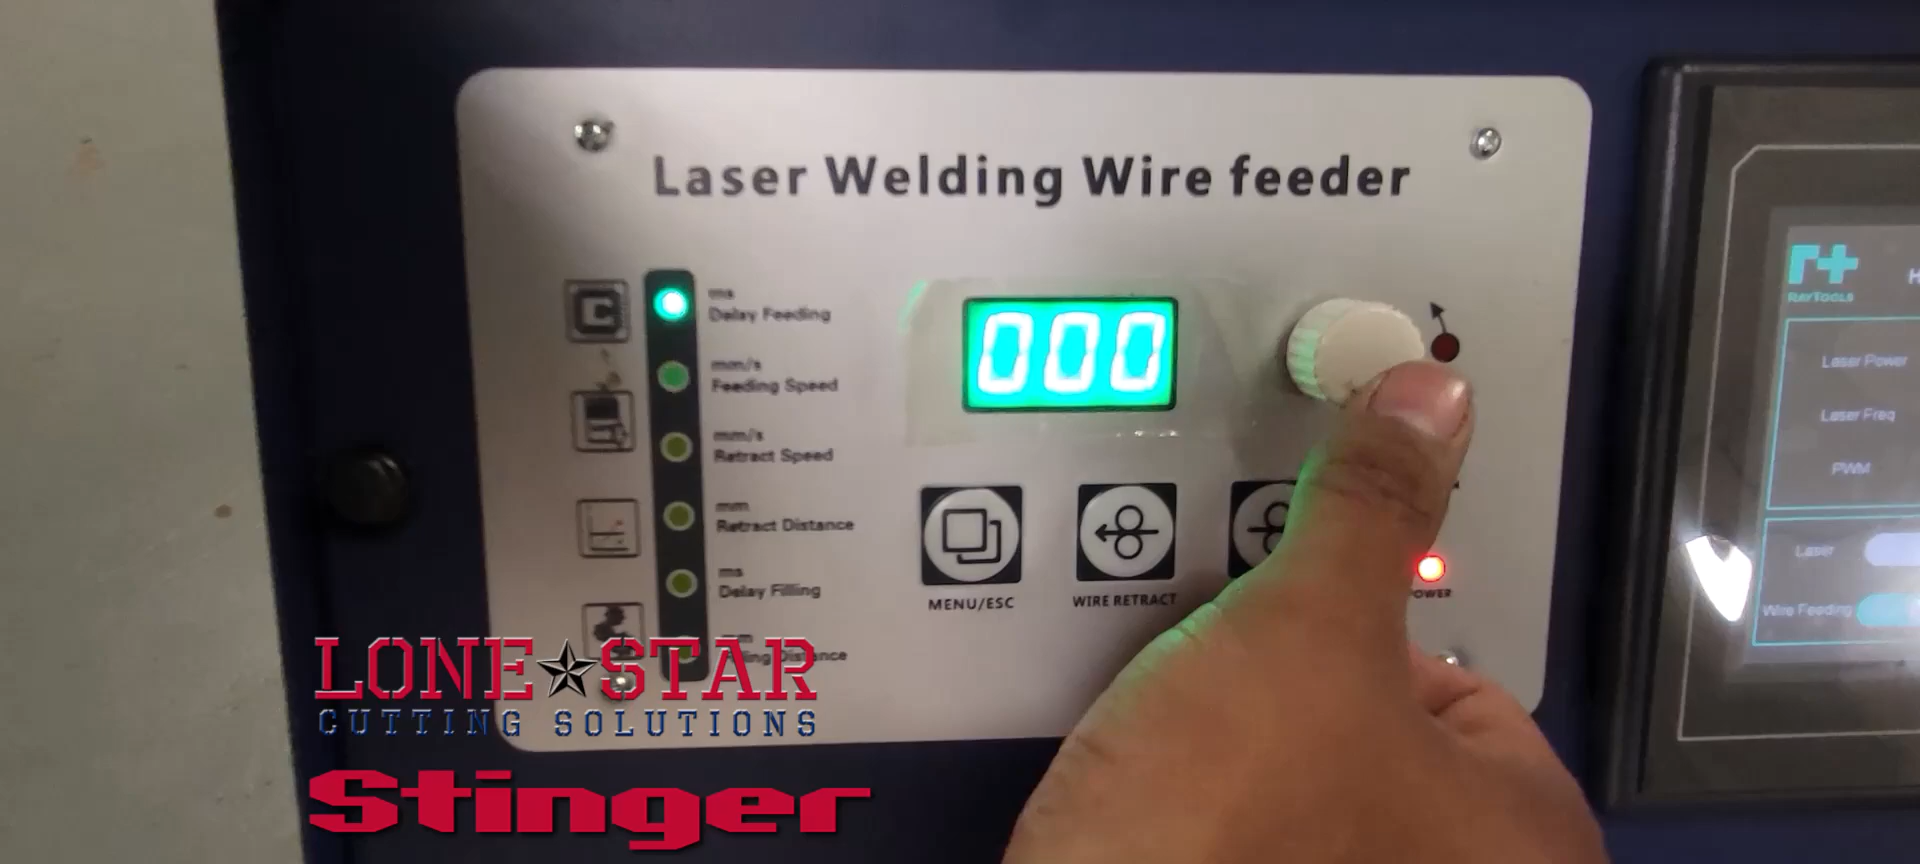 Laser Welding Wire feeder
ms
Delay Feeding
mm/s
Feeding Speed
mm/s
Retract Speed
mm
Retract Distance
ms
Delay Filling
000
MENU/ESC
WIRE RETRACT
RAYTOOLS
Laser Power
Laser Freq
PWM
Laser
Wire Feeding
LONE STAR
CUTTING SOLUTIONS
Stinger